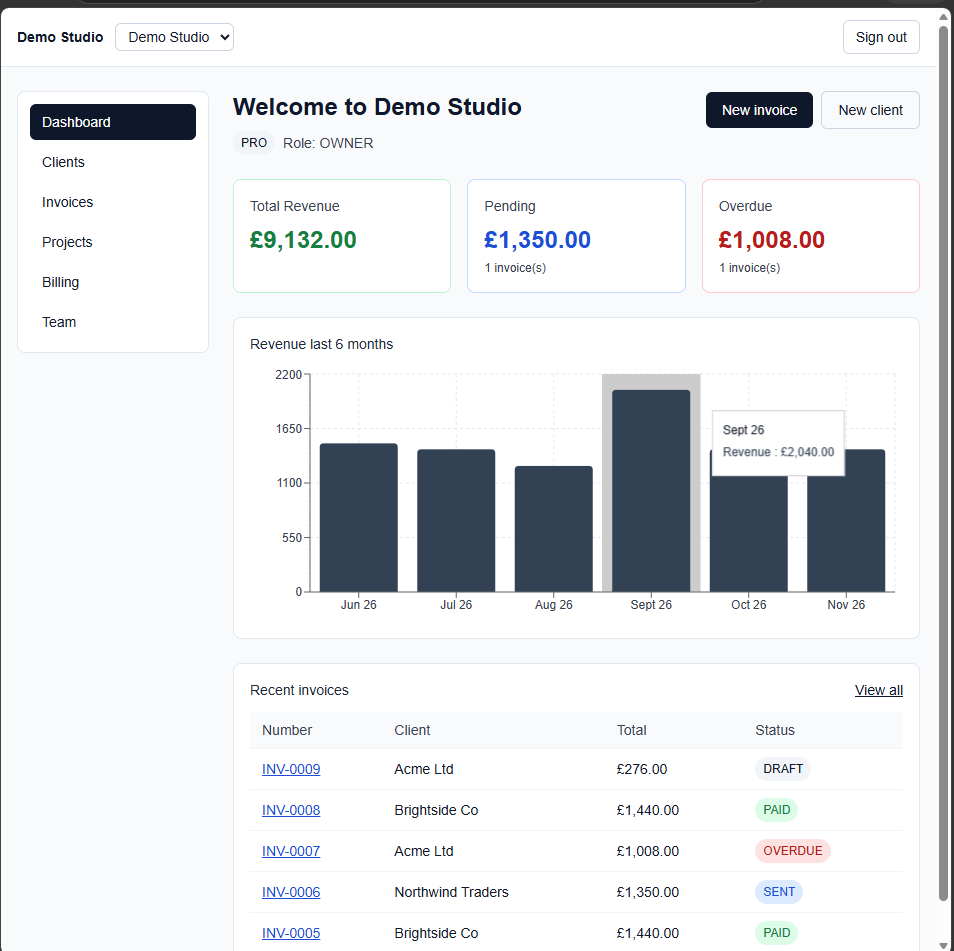 Demo Studio Demo Studio Sign out
Dashboard
Clients
Invoices
Projects
Billing
Team
Welcome to Demo Studio
New invoice New client
PRO Role: OWNER
Total Revenue
£9,132.00
Pending
£1,350.00
1 invoice(s)
Overdue
£1,008.00
1 invoice(s)
Revenue last 6 months
2200
1650
1100
550
0
Sept 26
Revenue : £2,040.00
Jun 26 Jul 26 Aug 26 Sept 26 Oct 26 Nov 26
Recent invoices View all
Number Client Total Status
INV-0009 Acme Ltd £276.00 DRAFT
INV-0008 Brightside Co £1,440.00 PAID
INV-0007 Acme Ltd £1,008.00 OVERDUE
INV-0006 Northwind Traders £1,350.00 SENT
INV-0005 Brightside Co £1,440.00 PAID